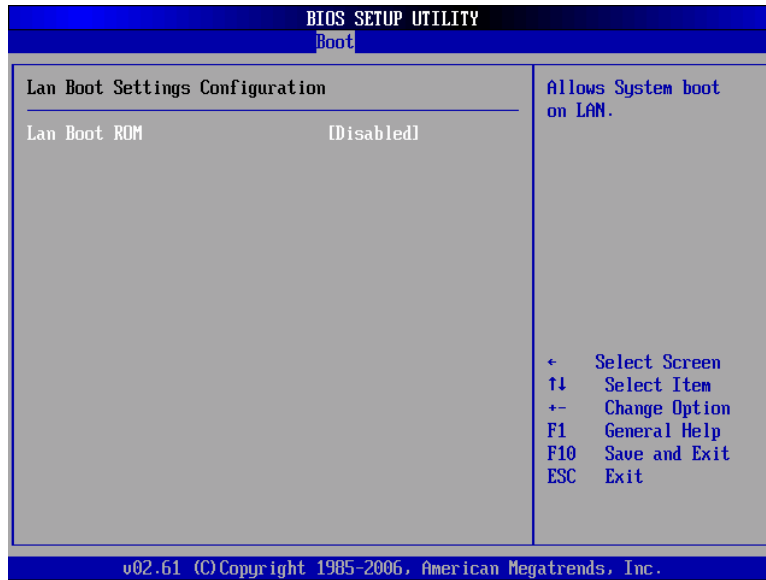 BIOS SETUP UTILITY
Boot
Lan Boot Settings Configuration
Lan Boot ROM [Disabled]
Allows System boot
on LAN.
← Select Screen
↑↓ Select Item
+- Change Option
F1 General Help
F10 Save and Exit
ESC Exit
v02.61 (C)Copyright 1985-2006, American Megatrends, Inc.